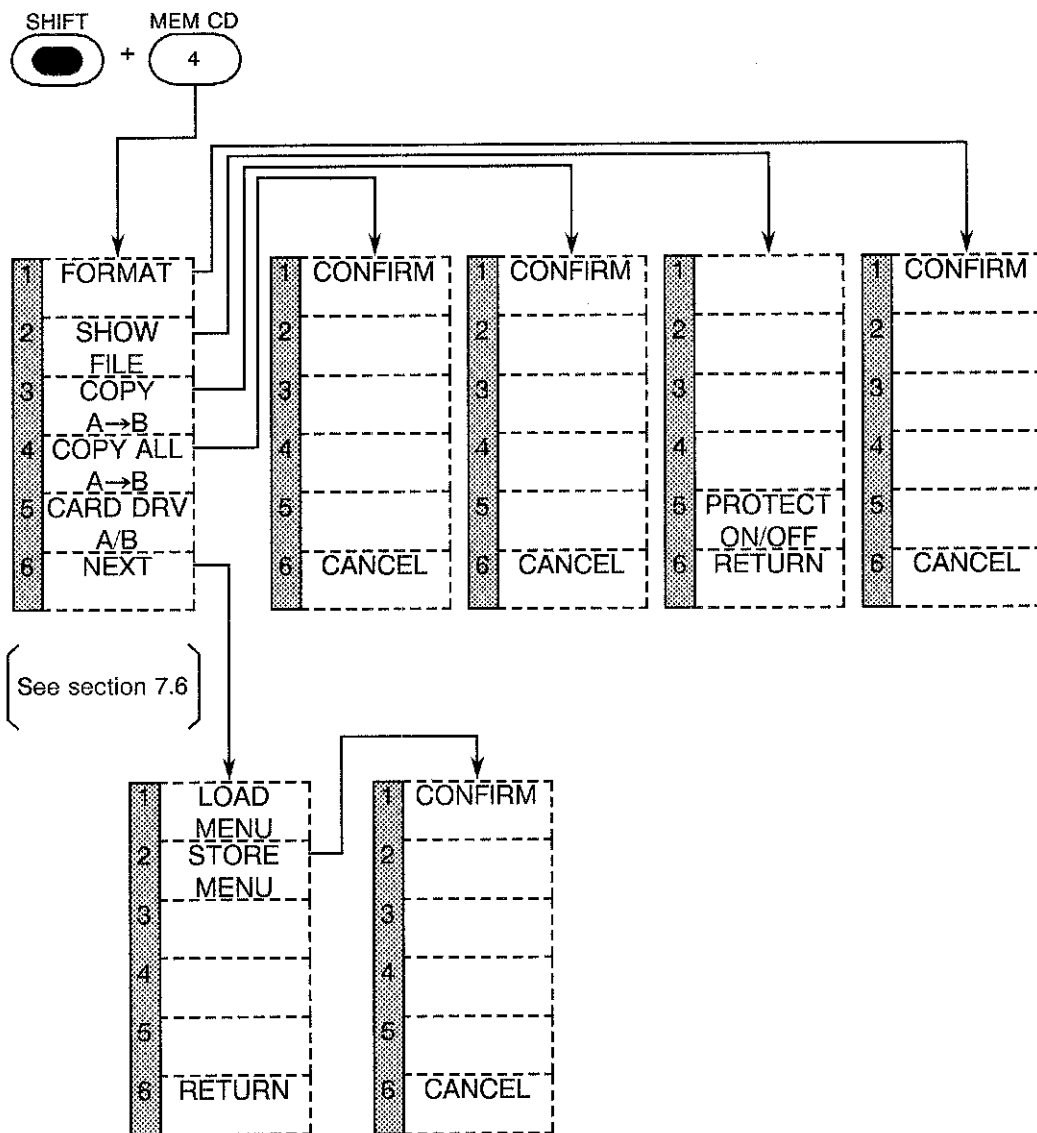 SHIFT MEM CD
+ 4
1 FORMAT
2 SHOW
FILE
3 COPY
A→B
4 COPY ALL
A→B
5 CARD DRV
A/B
6 NEXT
1 CONFIRM
2
3
4
5
6 CANCEL
1 CONFIRM
2
3
4
5
6 CANCEL
1
2
3
4
5 PROTECT
ON/OFF
6 RETURN
1 CONFIRM
2
3
4
5
6 CANCEL
See section 7.6
1 LOAD
MENU
2 STORE
MENU
3
4
5
6 RETURN
1 CONFIRM
2
3
4
5
6 CANCEL